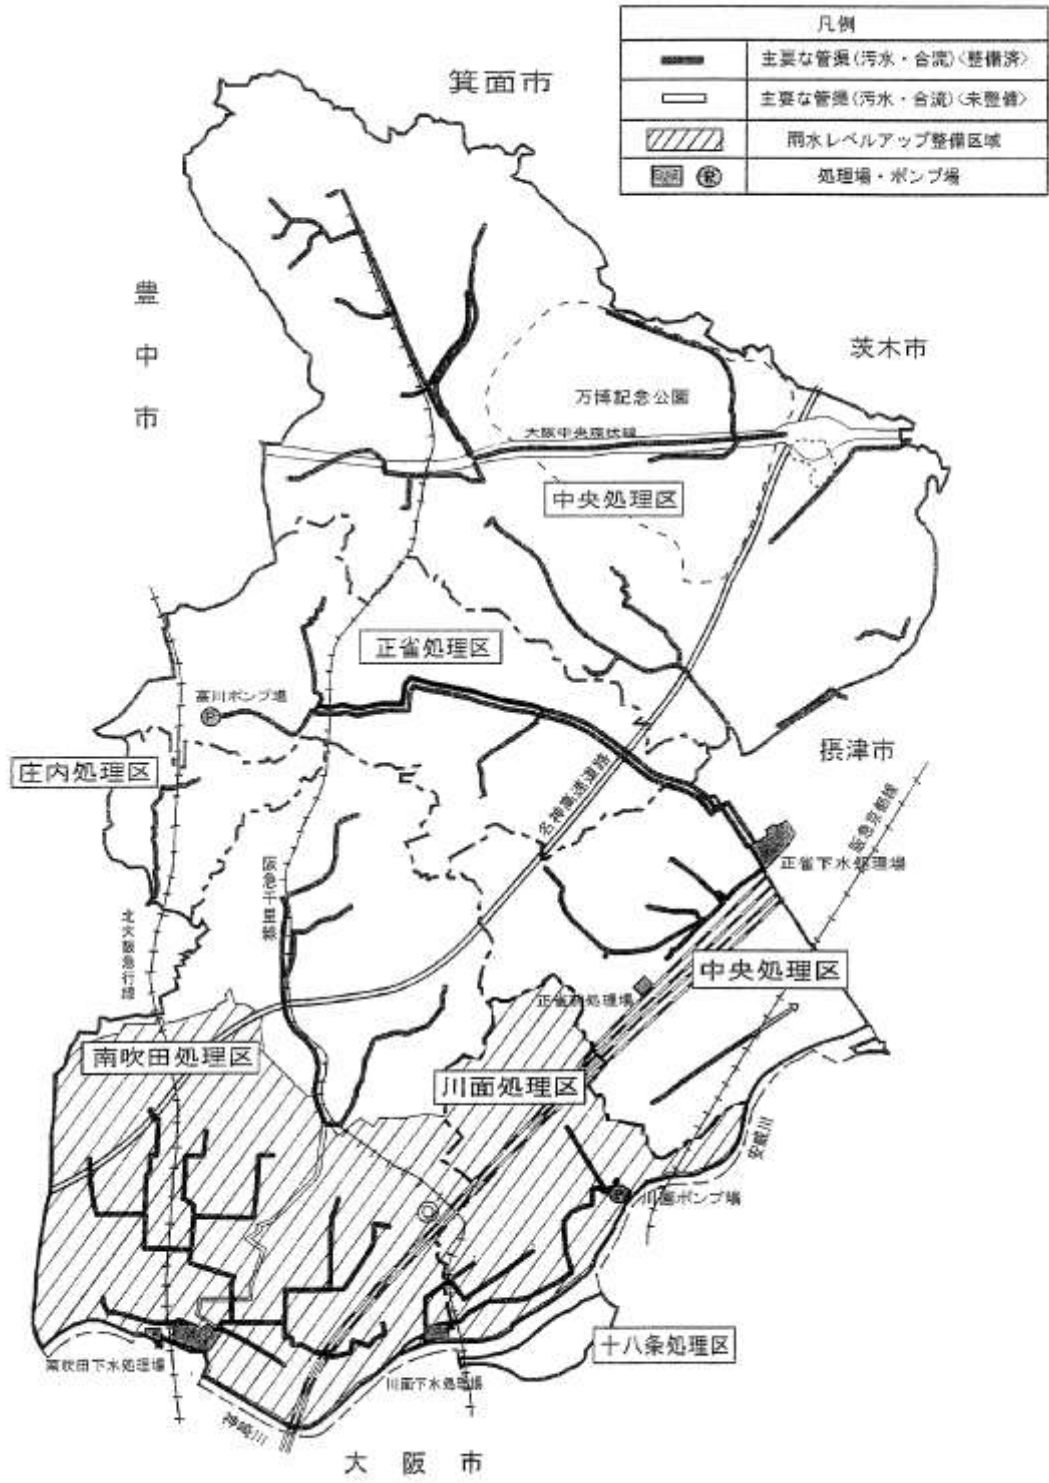 凡例
主要な管渠(汚水・合流)<整備済>
主要な管渠(汚水・合流)<未整備>
雨水レベルアップ整備区域
処理場・ポンプ場
箕面市
豊中市
茨木市
万博記念公園
大阪中央環状線
中央処理区
正雀処理区
高川ポンプ場
庄内処理区
摂津市
名神高速道路
阪急京都線
正雀下水処理場
阪急千里線
北大阪急行線
中央処理区
南吹田処理区
川面処理区
安威川
川面ポンプ場
十八条処理区
南吹田下水処理場
川面下水処理場
神崎川
大阪市